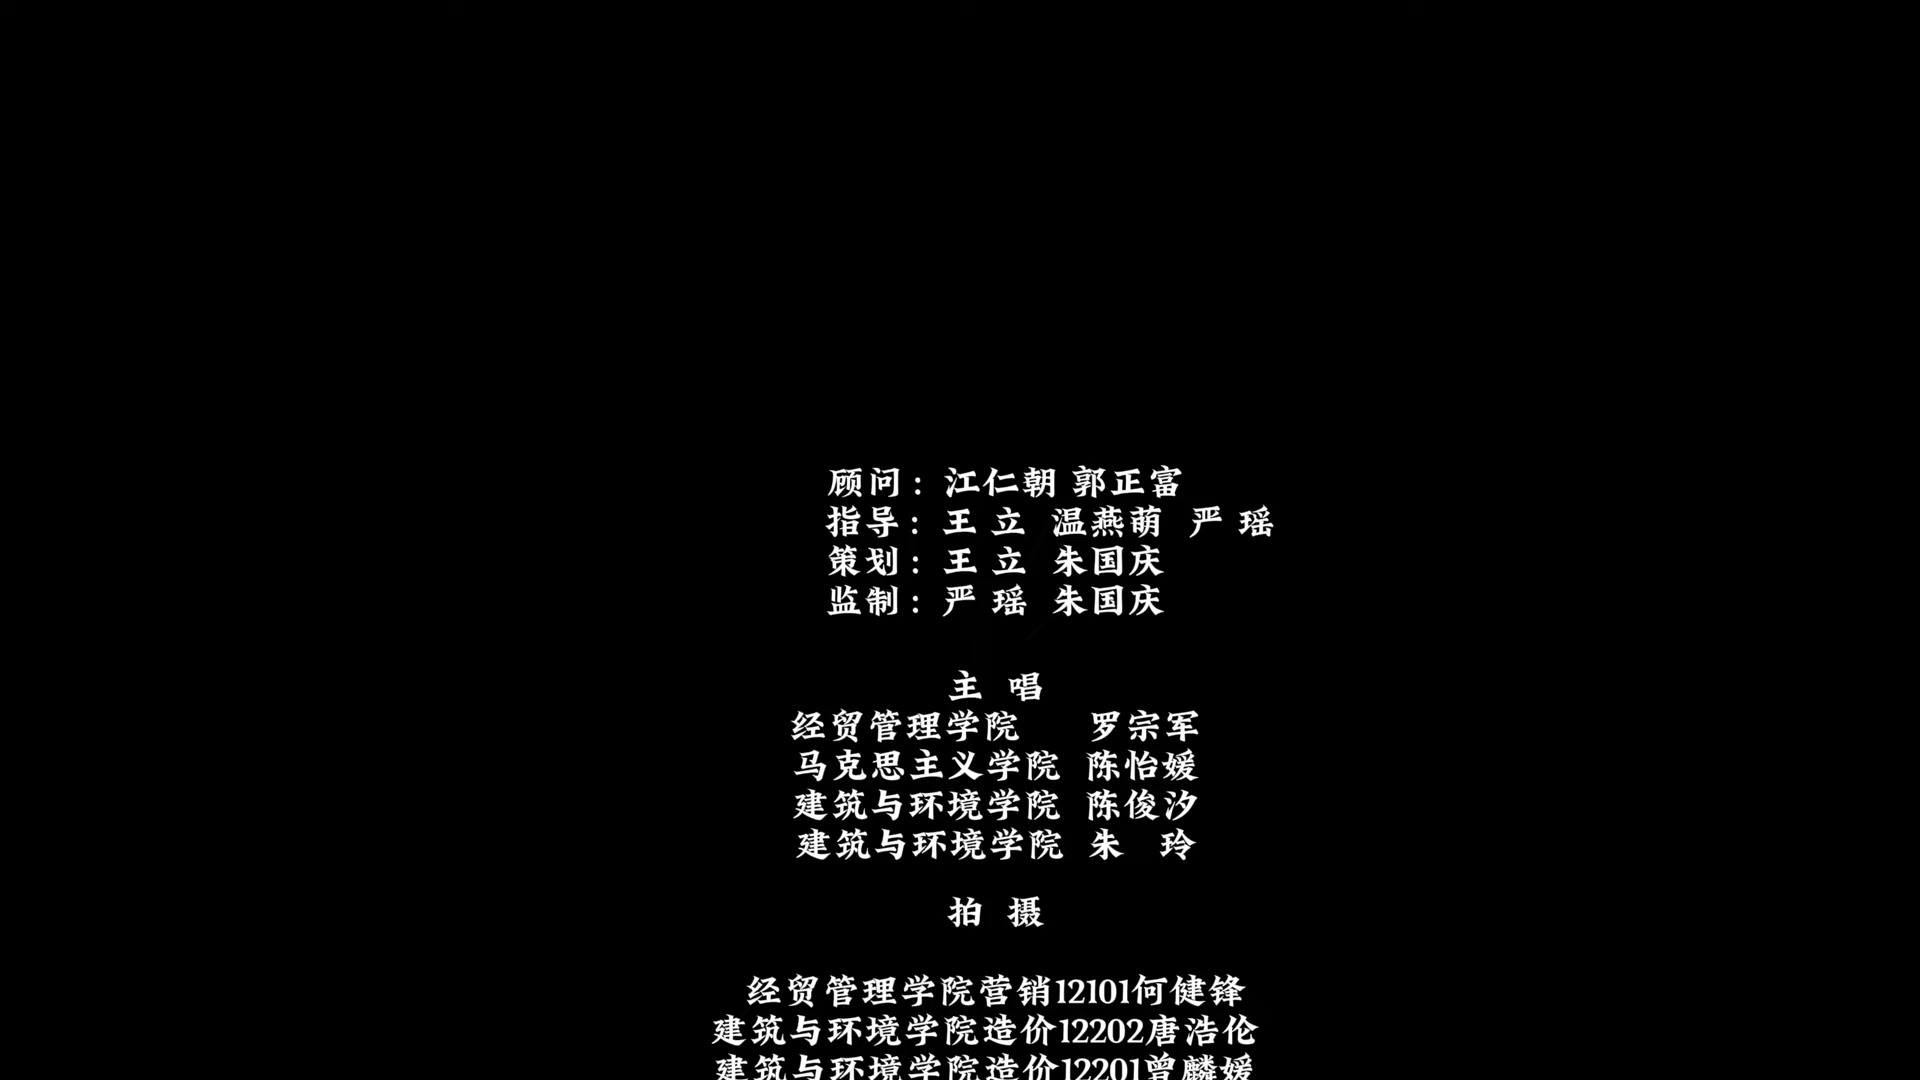 顾问：江仁朝 郭正富
指导：王 立 温燕萌 严 瑶
策划：王 立 朱国庆
监制：严 瑶 朱国庆
主 唱
经贸管理学院 罗宗军
马克思主义学院 陈怡媛
建筑与环境学院 陈俊汐
建筑与环境学院 朱 玲
拍 摄
经贸管理学院营销12101何健锋
建筑与环境学院造价12202唐浩伦
建筑与环境学院造价12201曾麟媛